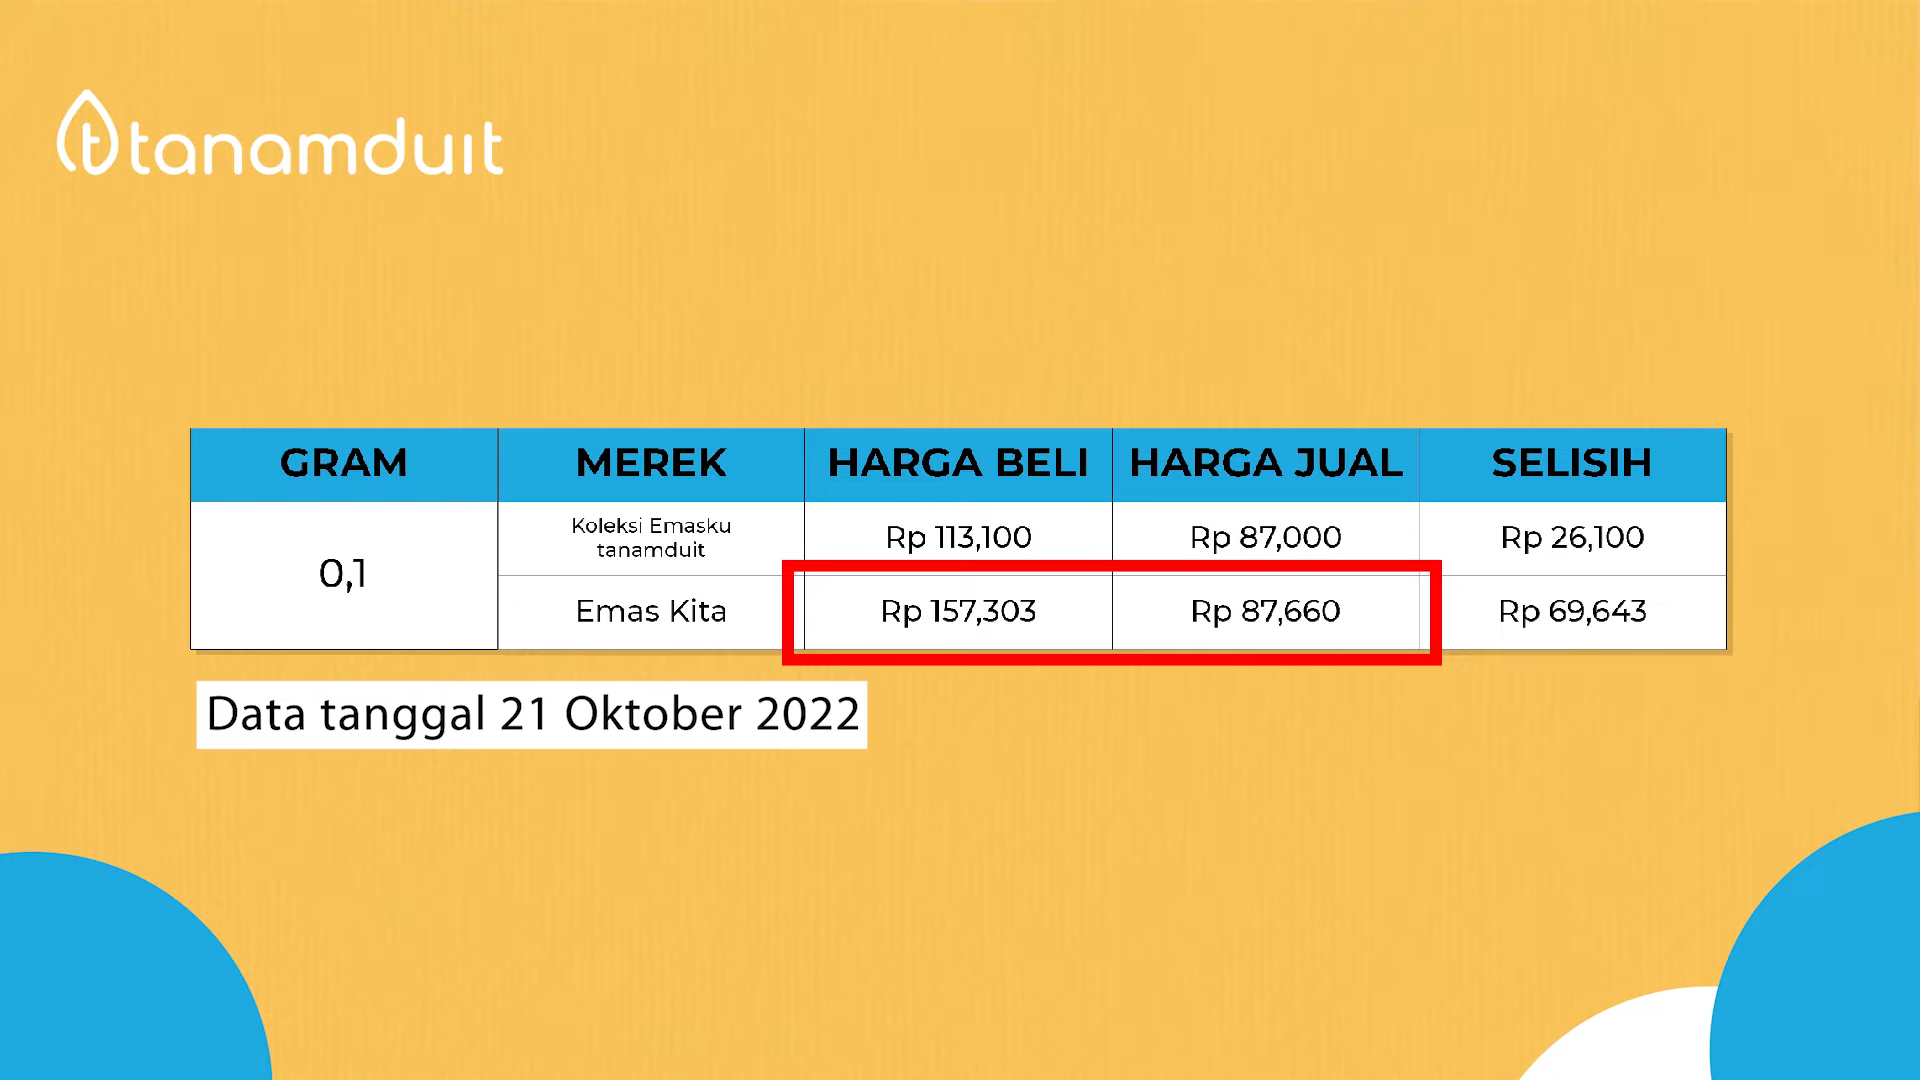 tanamduit
GRAM MEREK HARGA BELI HARGA JUAL SELISIH
0,1
Koleksi Emasku
tanamduit
Rp 113,100 Rp 87,000 Rp 26,100
Emas Kita Rp 157,303 Rp 87,660 Rp 69,643
Data tanggal 21 Oktober 2022